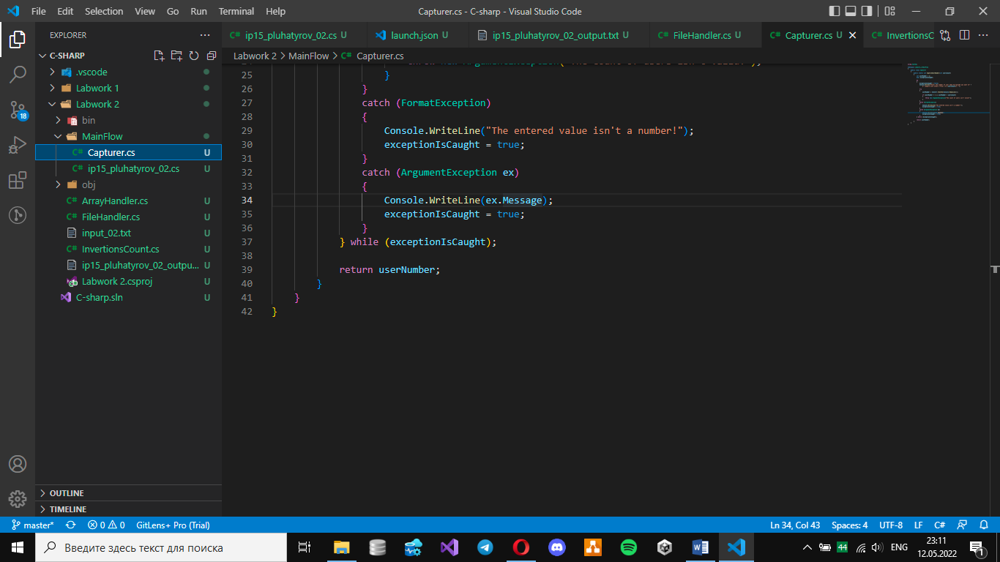 File Edit Selection View Go Run Terminal Help
Capturer.cs - C-sharp - Visual Studio Code
EXPLORER
C-SHARP
.vscode
Labwork 1
Labwork 2
bin
MainFlow
Capturer.cs U
ip15_pluhatyrov_02.cs U
obj
ArrayHandler.cs U
FileHandler.cs U
input_02.txt U
InvertionsCount.cs U
ip15_pluhatyrov_02_outpu... U
Labwork 2.csproj U
C-sharp.sln U
OUTLINE
TIMELINE
18
C# ip15_pluhatyrov_02.cs U
launch.json U
ip15_pluhatyrov_02_output.txt U
C# FileHandler.cs U
C# Capturer.cs U
C# InvertionsC
Labwork 2 > MainFlow > C# Capturer.cs
25 }
26 }
27 catch (FormatException)
28 {
29 Console.WriteLine("The entered value isn't a number!");
30 exceptionIsCaught = true;
31 }
32 catch (ArgumentException ex)
33 {
34 Console.WriteLine(ex.Message);
35 exceptionIsCaught = true;
36 }
37 } while (exceptionIsCaught);
38
39 return userNumber;
40 }
41 }
42 }
master* 0 0 GitLens+ Pro (Trial)
Ln 34, Col 43 Spaces: 4 UTF-8 LF C#
Введите здесь текст для поиска
44 ENG
23:11
12.05.2022
1